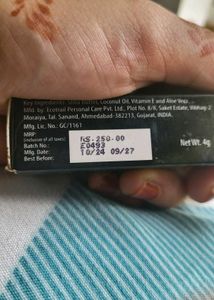 Key Ingredients: Shea Butter, Coconut Oil, Vitamin E and Aloe Vera
Mfd. by: Ecotrail Personal Care Pvt. Ltd., Plot No. 8/B, Saket Estate, Vibhag-2
Moraiya, Tal. Sanand, Ahmedabad-382213, Gujarat, INDIA.
Mfg. Lic. No.: GC/1161
MRP RS.250.00
(Inclusive of all taxes)
Batch No.: E0493
Mfg. Date: 10/24 09/27
Best Before:
Net Wt. 4g